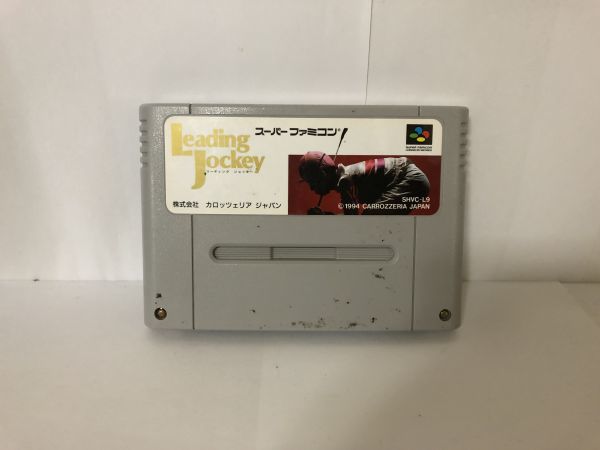 Leading
Jockey
リーディング ジョッキー
スーパーファミコン!
株式会社 カロッツェリア ジャパン
SUPER FAMICOM
SHVC-L9
©1994 CARROZZERIA JAPAN